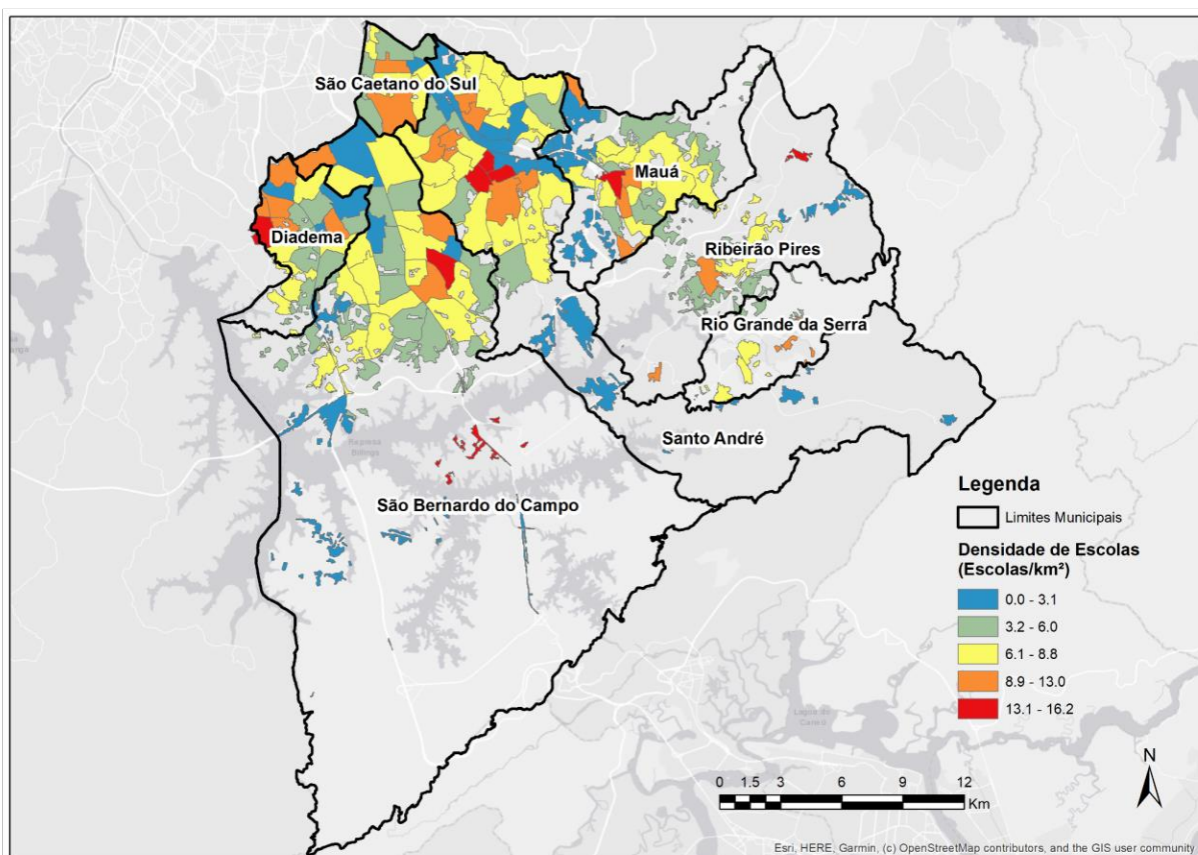 São Caetano do Sul
Mauá
Diadema
Ribeirão Pires
Rio Grande da Serra
Santo André
Represa
Billings
São Bernardo do Campo
Legenda
Limites Municipais
Densidade de Escolas
(Escolas/km²)
0.0 - 3.1
3.2 - 6.0
6.1 - 8.8
8.9 - 13.0
13.1 - 16.2
N
0 1.5 3 6 9 12
Km
Esri, HERE, Garmin, (c) OpenStreetMap contributors, and the GIS user community